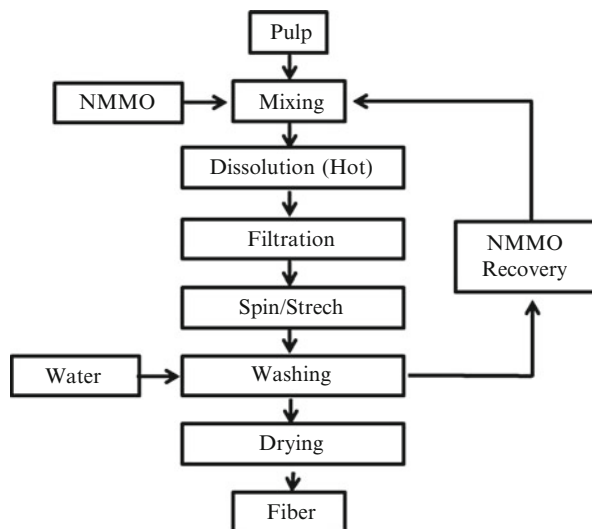 Pulp
NMMO
Mixing
Dissolution (Hot)
Filtration
NMMO
Recovery
Spin/Strech
Water
Washing
Drying
Fiber